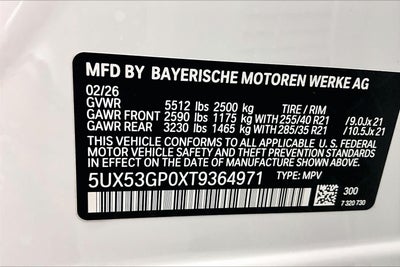 MFD BY BAYERISCHE MOTOREN WERKE AG
02/26
GVWR 5512 lbs 2500 kg TIRE / RIM
GAWR FRONT 2590 lbs 1175 kg WITH 255/40 R21 /9.0Jx 21
GAWR REAR 3230 lbs 1465 kg WITH 285/35 R21 /10.5Jx 21
THIS VEHICLE CONFORMS TO ALL APPLICABLE U.S. FEDERAL
MOTOR VEHICLE SAFETY AND THEFT PREVENTION STANDARDS
IN EFFECT ON THE DATE OF MANUFACTURE SHOWN ABOVE.
5UX53GP0XT9364971 TYPE: MPV
300
7 320 730